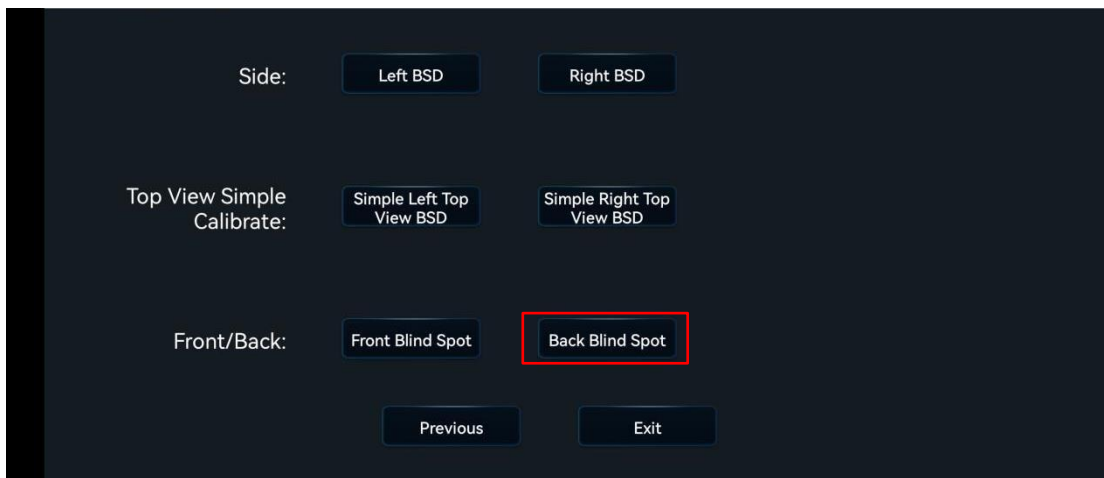 Side:
Left BSD
Right BSD
Top View Simple
Calibrate:
Simple Left Top
View BSD
Simple Right Top
View BSD
Front/Back:
Front Blind Spot
Back Blind Spot
Previous
Exit